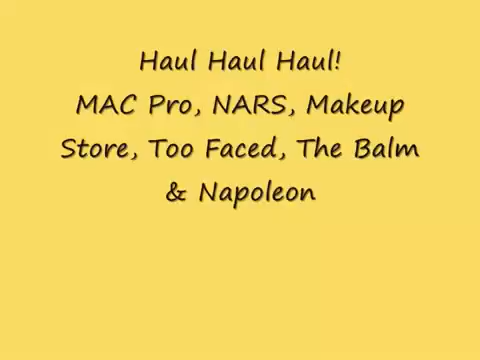 Haul Haul Haul!
MAC Pro, NARS, Makeup
Store, Too Faced, The Balm
& Napoleon